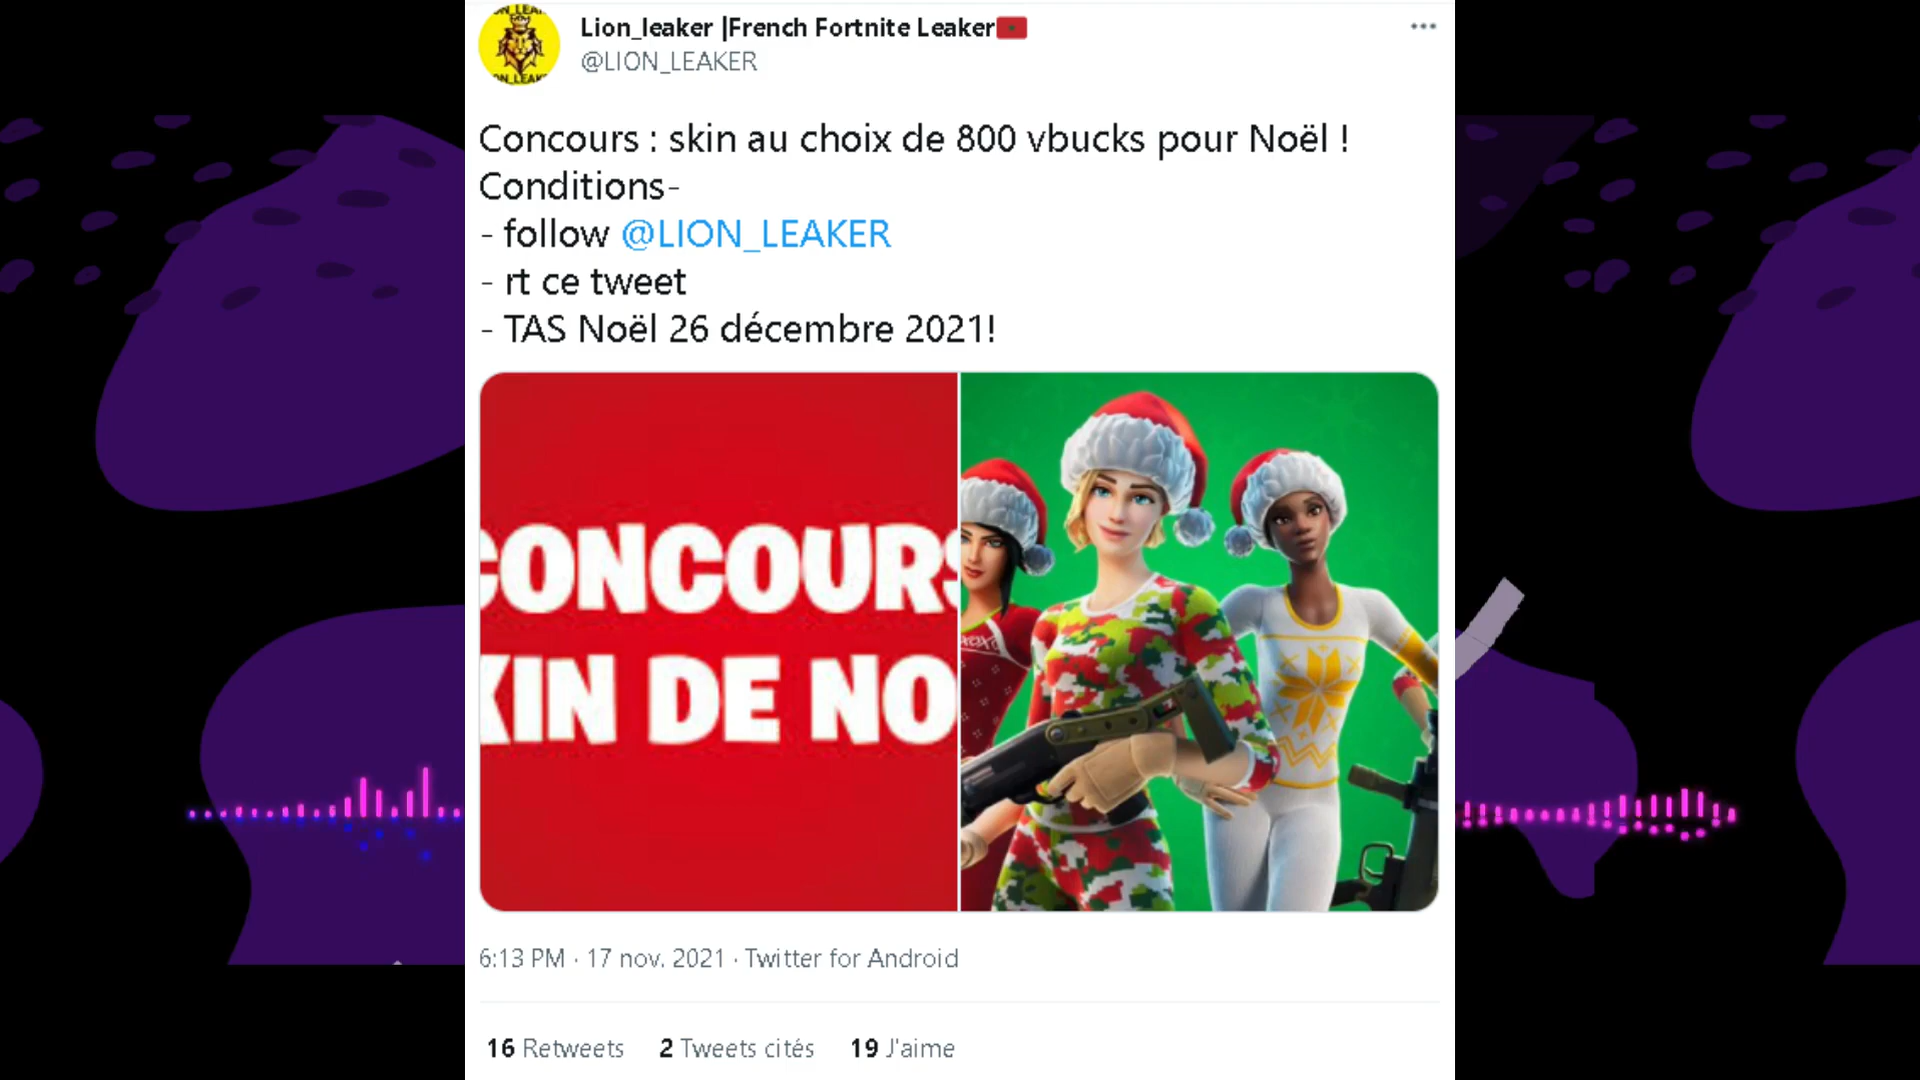 Lion_leaker |French Fortnite Leaker
@LION_LEAKER
Concours : skin au choix de 800 vbucks pour Noël !
Conditions-
- follow @LION_LEAKER
- rt ce tweet
- TAS Noël 26 décembre 2021!
CONCOURS
KIN DE NO
6:13 PM · 17 nov. 2021 · Twitter for Android
16 Retweets 2 Tweets cités 19 J'aime